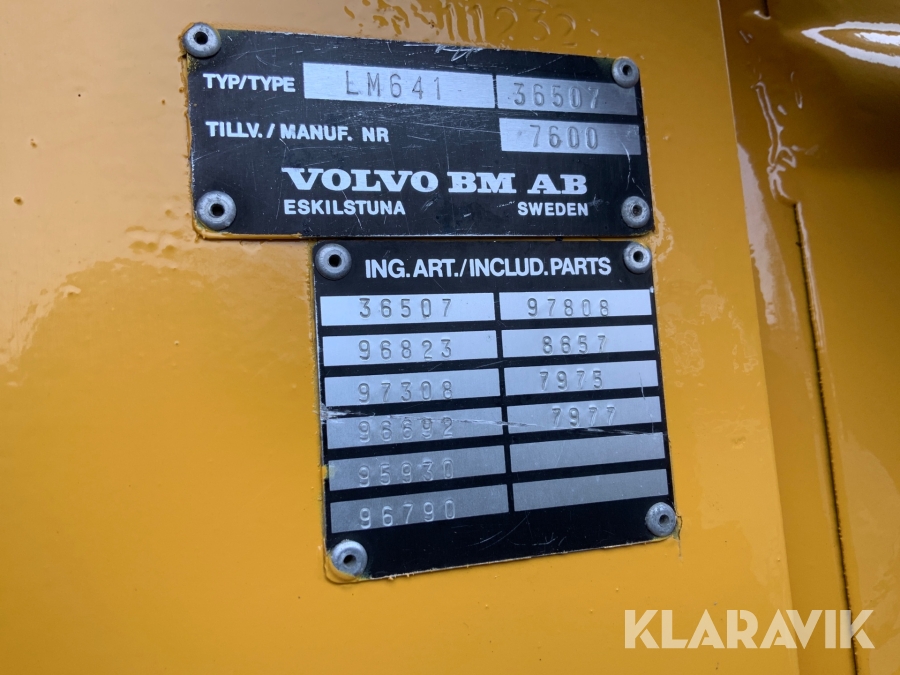 TYP/TYPE LM641 36507
TILLV./MANUF. NR 7600
VOLVO BM AB
ESKILSTUNA SWEDEN
ING.ART./INCLUD.PARTS
36507 97808
96823 8657
97308 7975
96692 7977
95930
96790
KLARAVIK